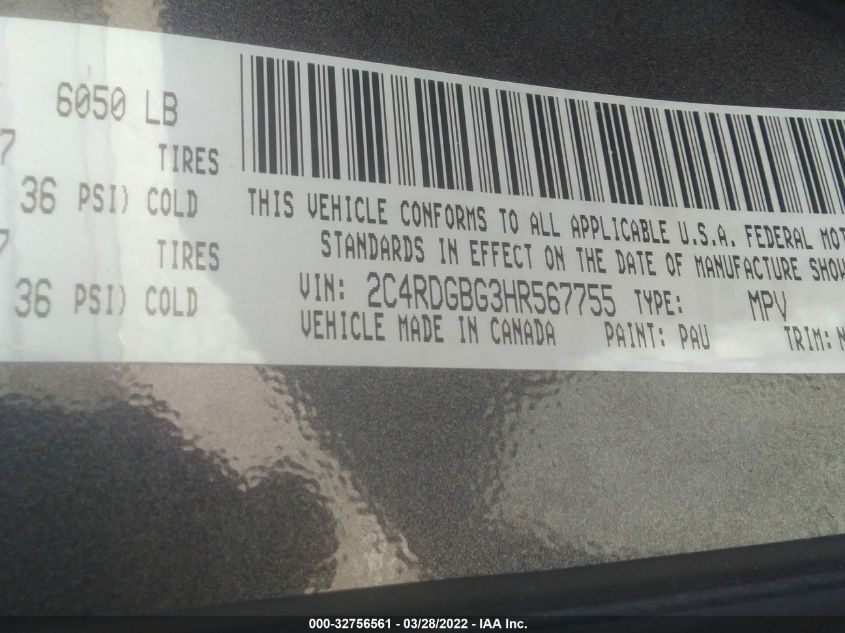 6050 LB
7 TIRES
36 PSI) COLD
7 TIRES
36 PSI) COLD
THIS VEHICLE CONFORMS TO ALL APPLICABLE U.S.A. FEDERAL MOT
STANDARDS IN EFFECT ON THE DATE OF MANUFACTURE SHOW
VIN: 2C4RDGBG3HR567755 TYPE: MPV
VEHICLE MADE IN CANADA PAINT: PAU TRIM: N
000-32756561 - 03/28/2022 - IAA Inc.